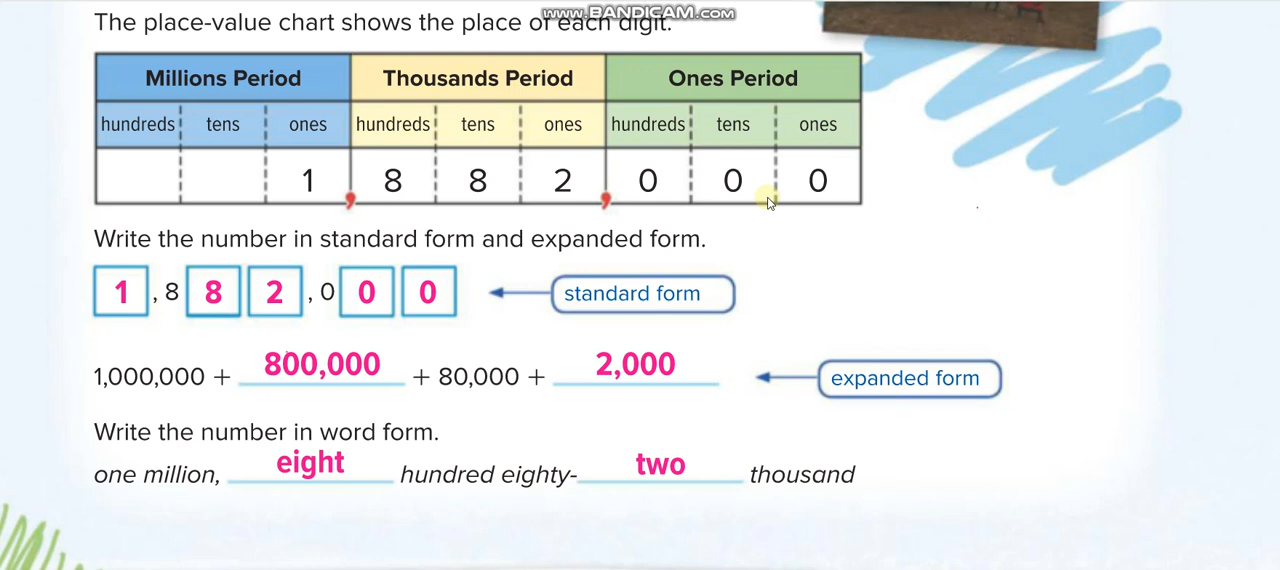 www.BANDICAM.com
The place-value chart shows the place of each digit.
Millions Period Thousands Period Ones Period
hundreds tens ones hundreds tens ones hundreds tens ones
1 , 8 8 2 , 0 0 0
Write the number in standard form and expanded form.
1 , 8 8 2 , 0 0 0 standard form
1,000,000 + 800,000 + 80,000 + 2,000 expanded form
Write the number in word form.
one million, eight hundred eighty-two thousand